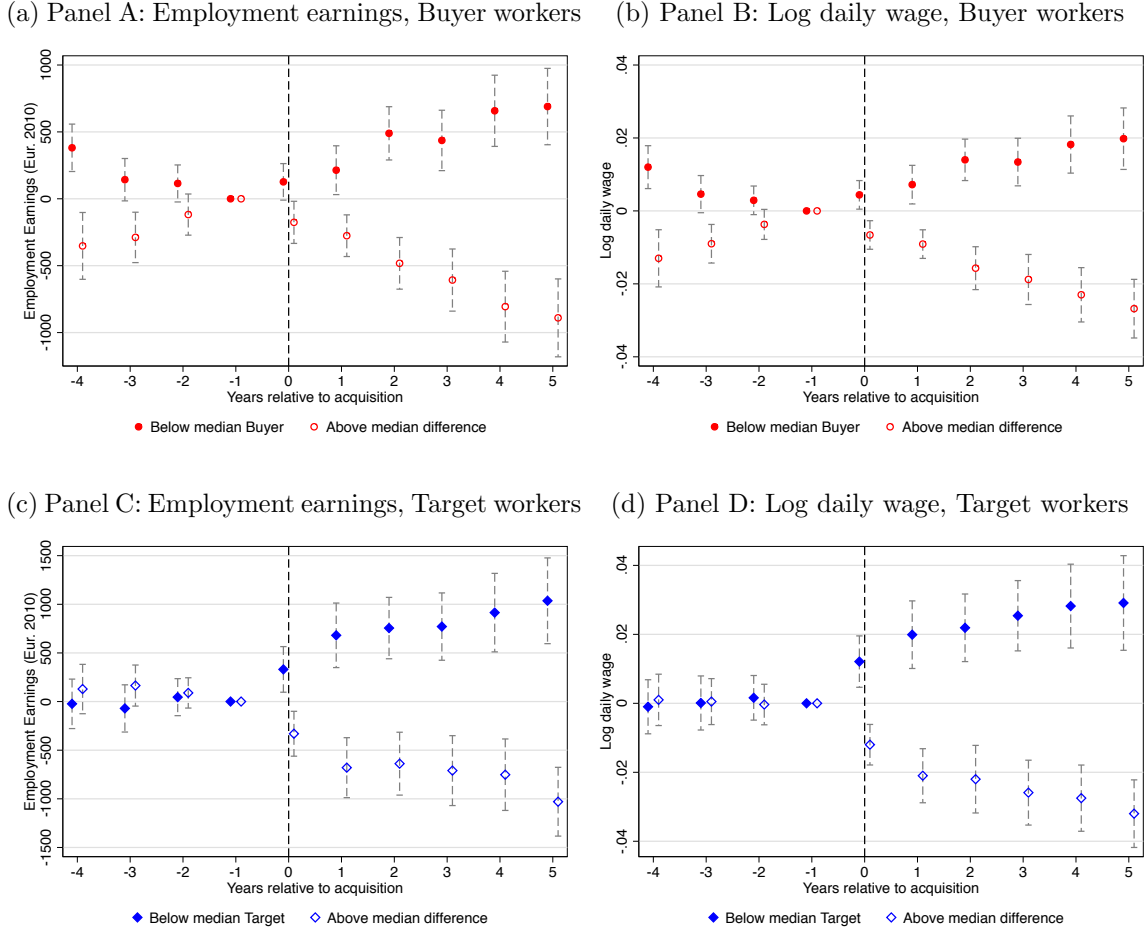 (a) Panel A: Employment earnings, Buyer workers
Employment Earnings (Eur. 2010)
1000
500
0
-500
-1000
-4 -3 -2 -1 0 1 2 3 4 5
Years relative to acquisition
Below median Buyer Above median difference
(b) Panel B: Log daily wage, Buyer workers
Log daily wage
.04
.02
0
-.02
-.04
-4 -3 -2 -1 0 1 2 3 4 5
Years relative to acquisition
Below median Buyer Above median difference
(c) Panel C: Employment earnings, Target workers
Employment Earnings (Eur. 2010)
1500
1000
500
0
-500
-1000
-1500
-4 -3 -2 -1 0 1 2 3 4 5
Years relative to acquisition
Below median Target Above median difference
(d) Panel D: Log daily wage, Target workers
Log daily wage
.04
.02
0
-.02
-.04
-4 -3 -2 -1 0 1 2 3 4 5
Years relative to acquisition
Below median Target Above median difference